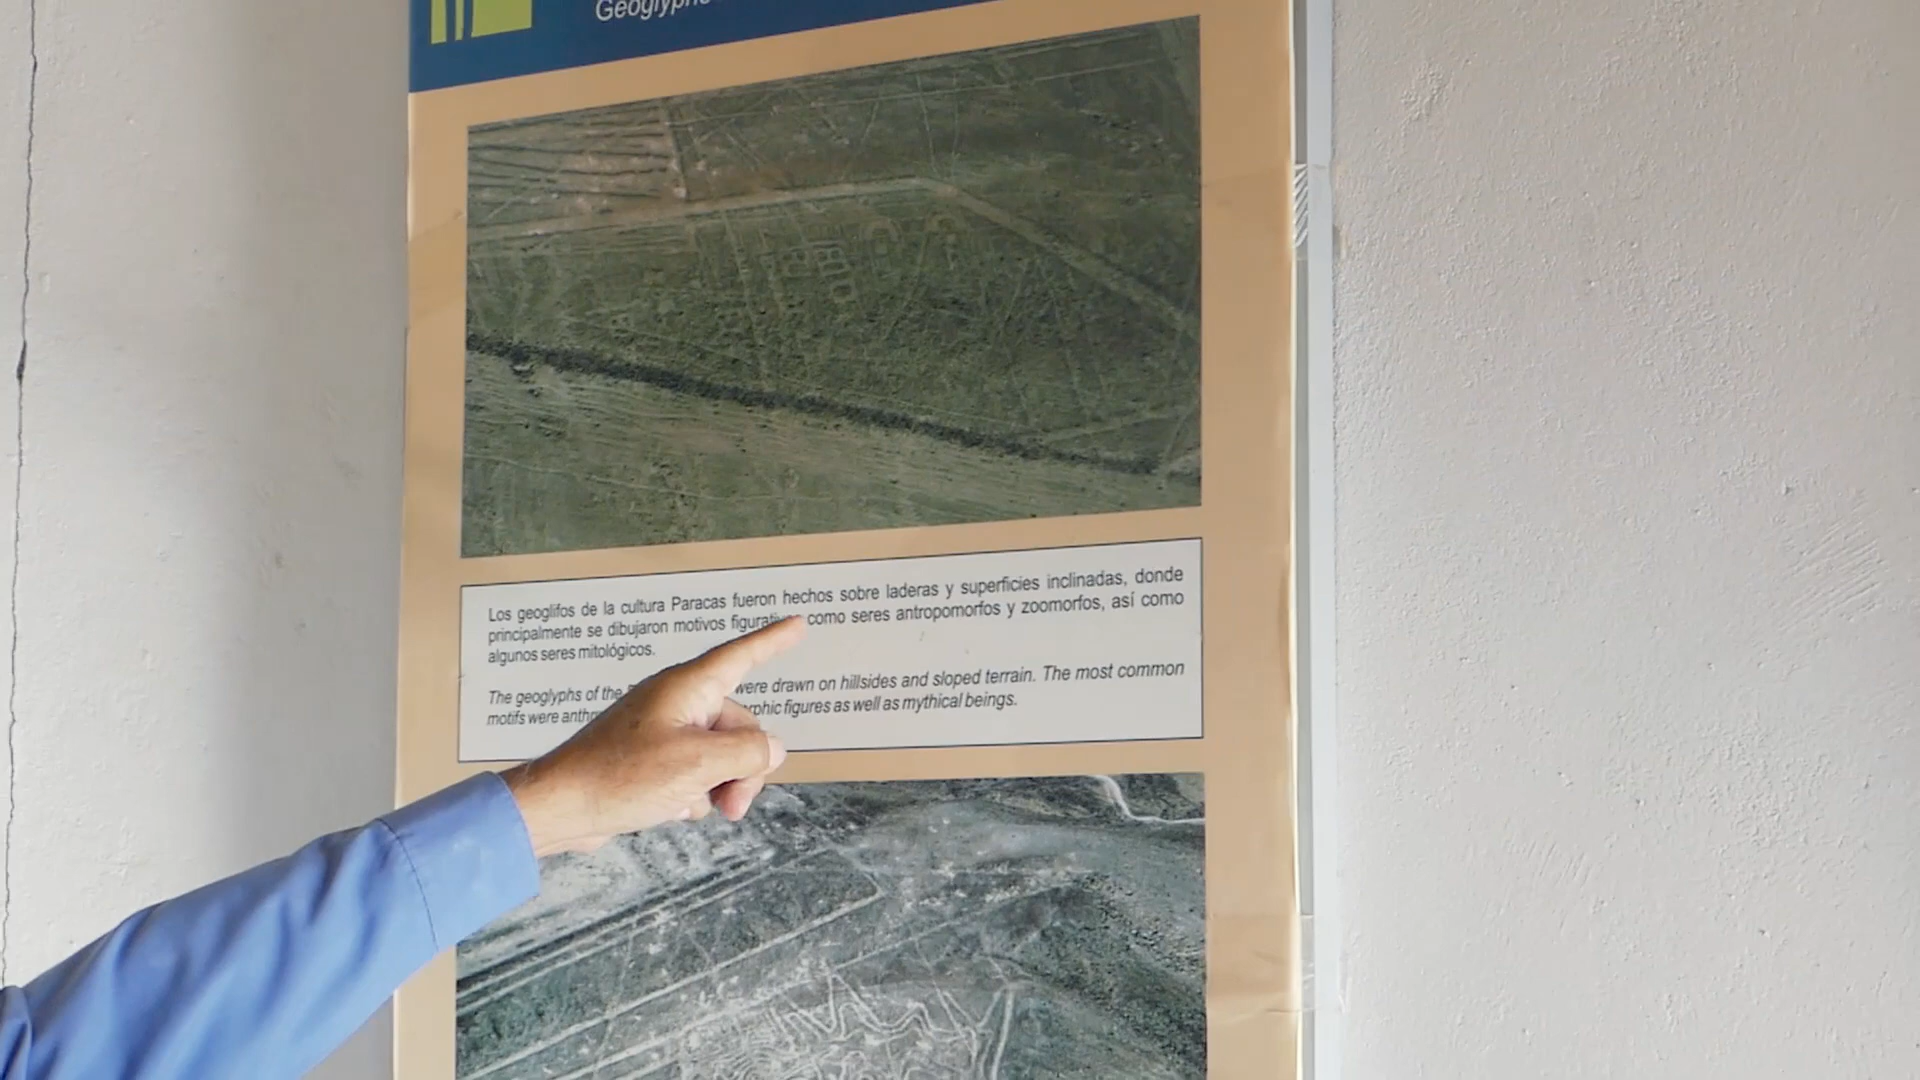 Los geoglifos de la cultura Paracas fueron hechos sobre laderas y superficies inclinadas, donde
principalmente se dibujaron motivos como seres antropomorfos y zoomorfos, así como
algunos seres mitológicos.
The geoglyphs of the were drawn on hillsides and sloped terrain. The most common
motifs were figures as well as mythical beings.